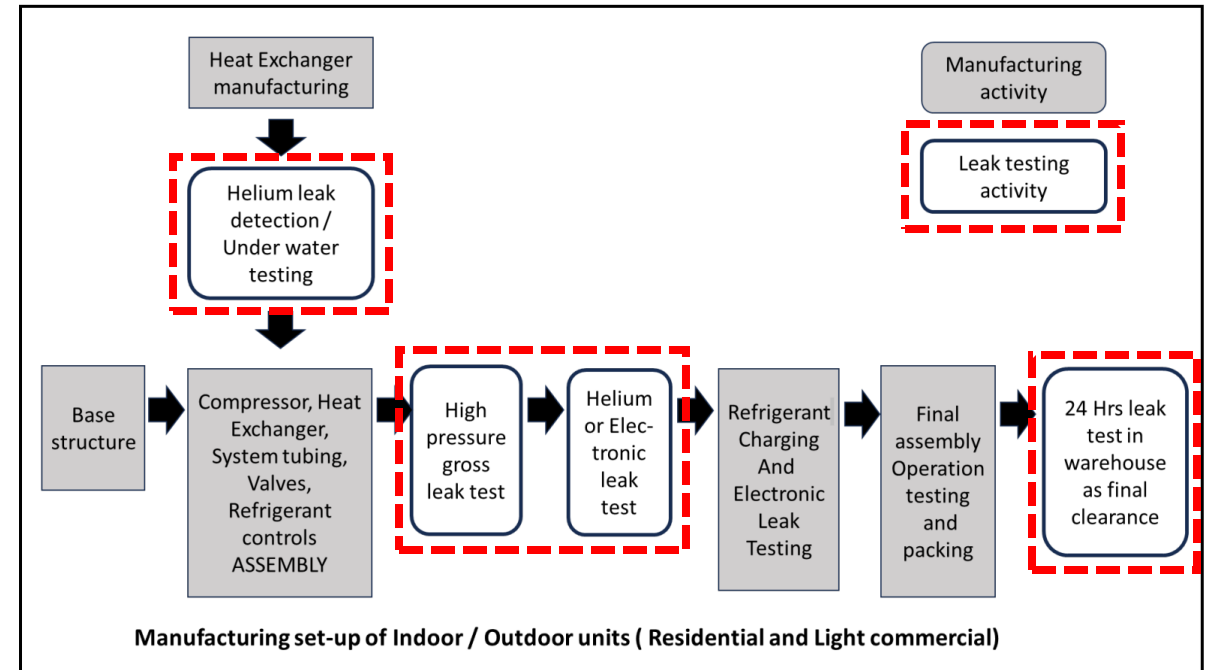 Heat Exchanger
manufacturing
Manufacturing
activity
Leak testing
activity
Helium leak
detection /
Under water
testing
Base
structure
Compressor, Heat
Exchanger,
System tubing,
Valves,
Refrigerant
controls
ASSEMBLY
High
pressure
gross
leak test
Helium
or Elec-
tronic
leak
test
Refrigerant
Charging
And
Electronic
Leak
Testing
Final
assembly
Operation
testing
and
packing
24 Hrs leak
test in
warehouse
as final
clearance
Manufacturing set-up of Indoor / Outdoor units ( Residential and Light commercial)